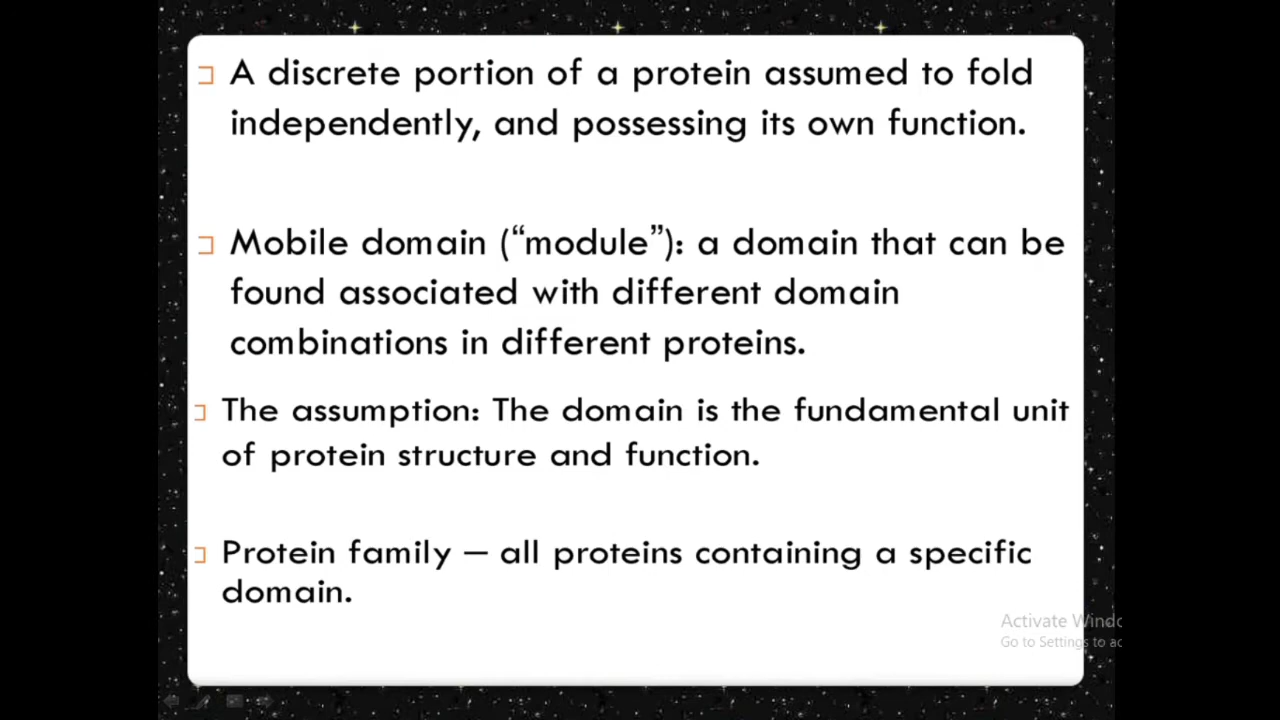 A discrete portion of a protein assumed to fold
independently, and possessing its own function.
Mobile domain (“module”): a domain that can be
found associated with different domain
combinations in different proteins.
The assumption: The domain is the fundamental unit
of protein structure and function.
Protein family – all proteins containing a specific
domain.
Activate Windo
Go to Settings to ac